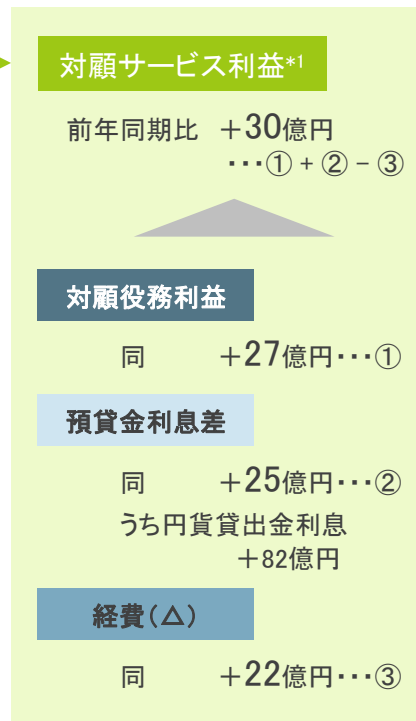 対顧サービス利益*1
前年同期比 +30億円
･･･① + ② − ③
対顧役務利益
同 +27億円･･･①
預貸金利息差
同 +25億円･･･②
うち円貨貸出金利息
+82億円
経費(△)
同 +22億円･･･③